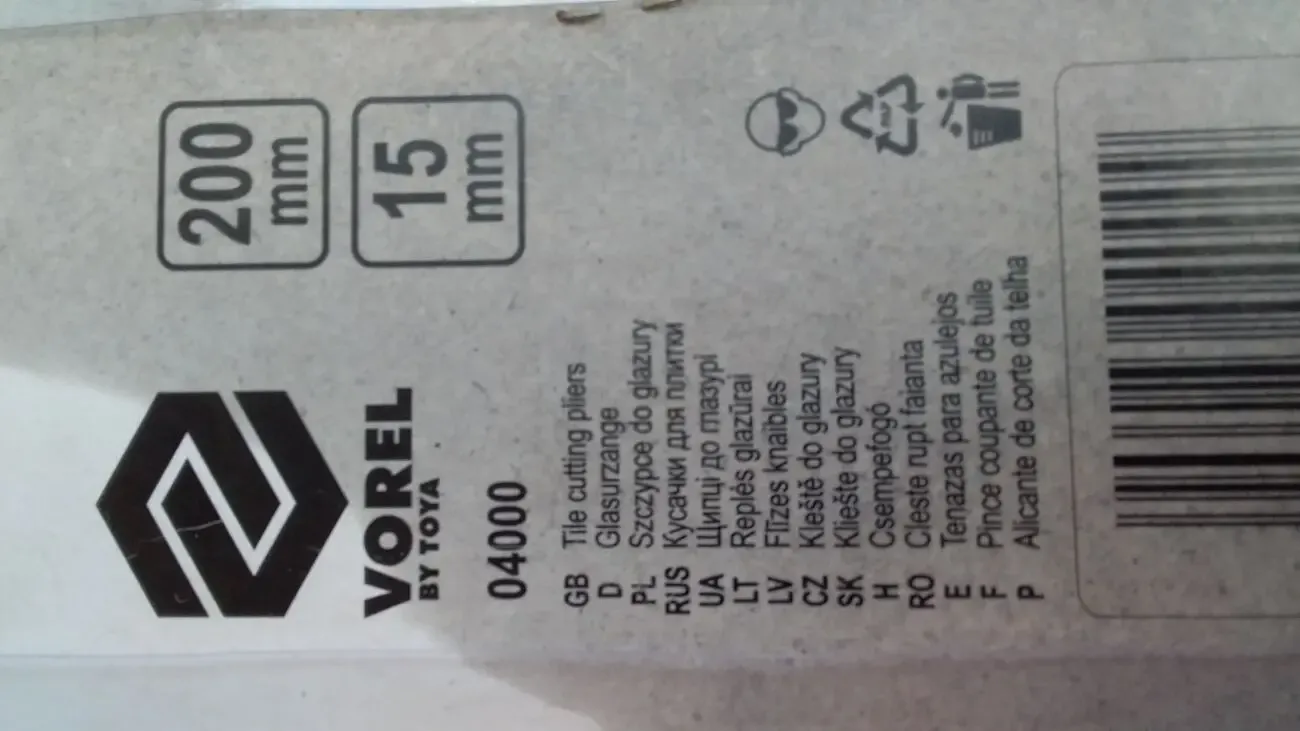 200
mm
15
mm
VOREL
BY TOYA
04000
GB Tile cutting pliers
D Glasurzange
PL Szczypce do glazury
RUS Кусачки для плитки
UA Щипці до глазурі
LT Replės glazūrai
LV Flīzes knaibles
CZ Kleště do glazury
SK Kliešte do glazury
H Csempefogó
RO Cleste rupt faianta
E Tenazas para azulejos
F Pince coupante de tuile
P Alicante de corte da telha